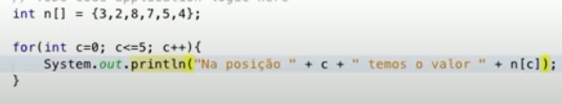 int n[] = {3,2,8,7,5,4};
for(int c=0; c<=5; c++){
System.out.println("Na posição " + c + " temos o valor " + n[c]);
}